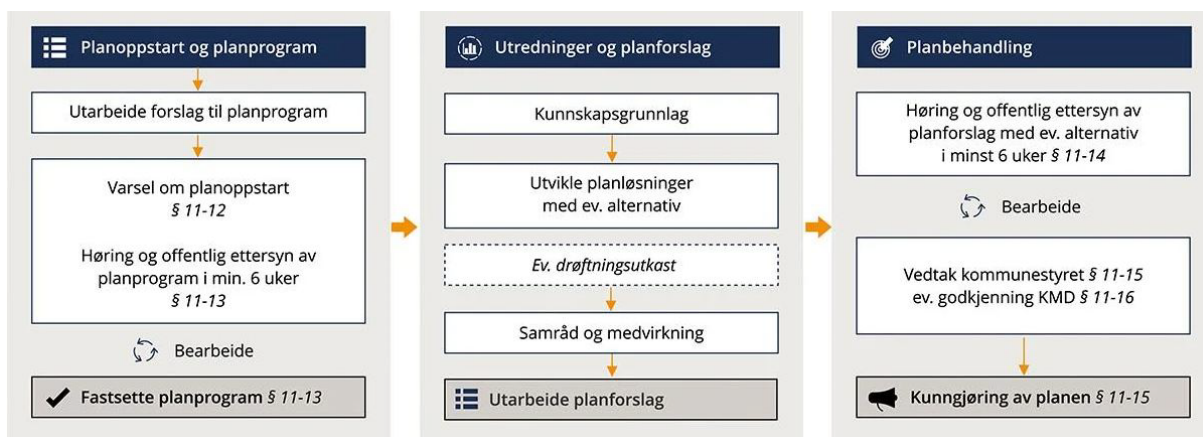 Planoppstart og planprogram
Utarbeide forslag til planprogram
Varsel om planoppstart
§ 11-12
Høring og offentlig ettersyn av
planprogram i min. 6 uker
§ 11-13
Bearbeide
Fastsette planprogram § 11-13
Utredninger og planforslag
Kunnskapsgrunnlag
Utvikle planløsninger
med ev. alternativ
Ev. drøftningsutkast
Samråd og medvirkning
Utarbeide planforslag
Planbehandling
Høring og offentlig ettersyn av
planforslag med ev. alternativ
i minst 6 uker § 11-14
Bearbeide
Vedtak kommunestyret § 11-15
ev. godkjenning KMD § 11-16
Kunngjøring av planen § 11-15